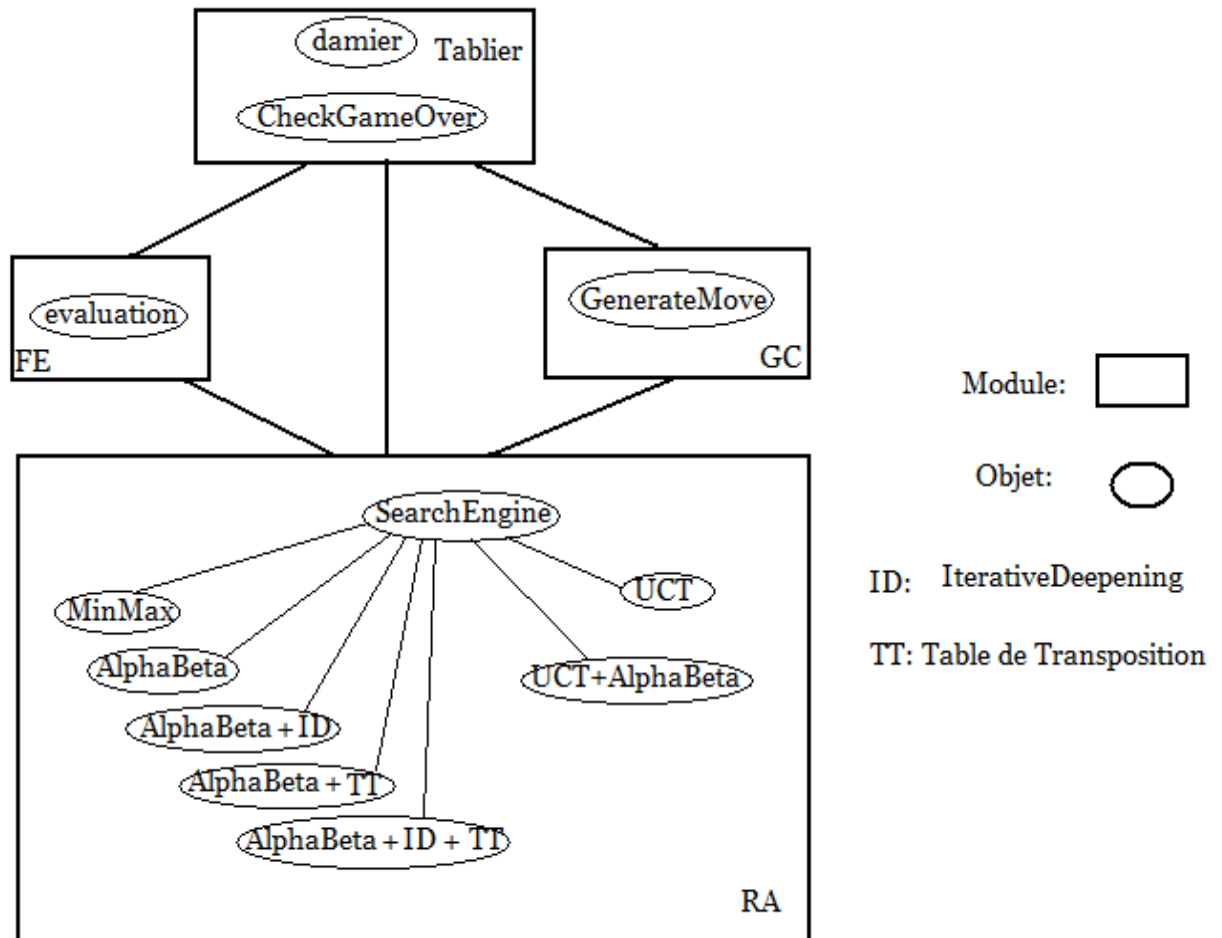 damier
Tablier
CheckGameOver
evaluation
FE
GenerateMove
GC
Module:
Objet:
ID: IterativeDeepening
TT: Table de Transposition
SearchEngine
MinMax
UCT
AlphaBeta
UCT+AlphaBeta
AlphaBeta + ID
AlphaBeta + TT
AlphaBeta + ID + TT
RA